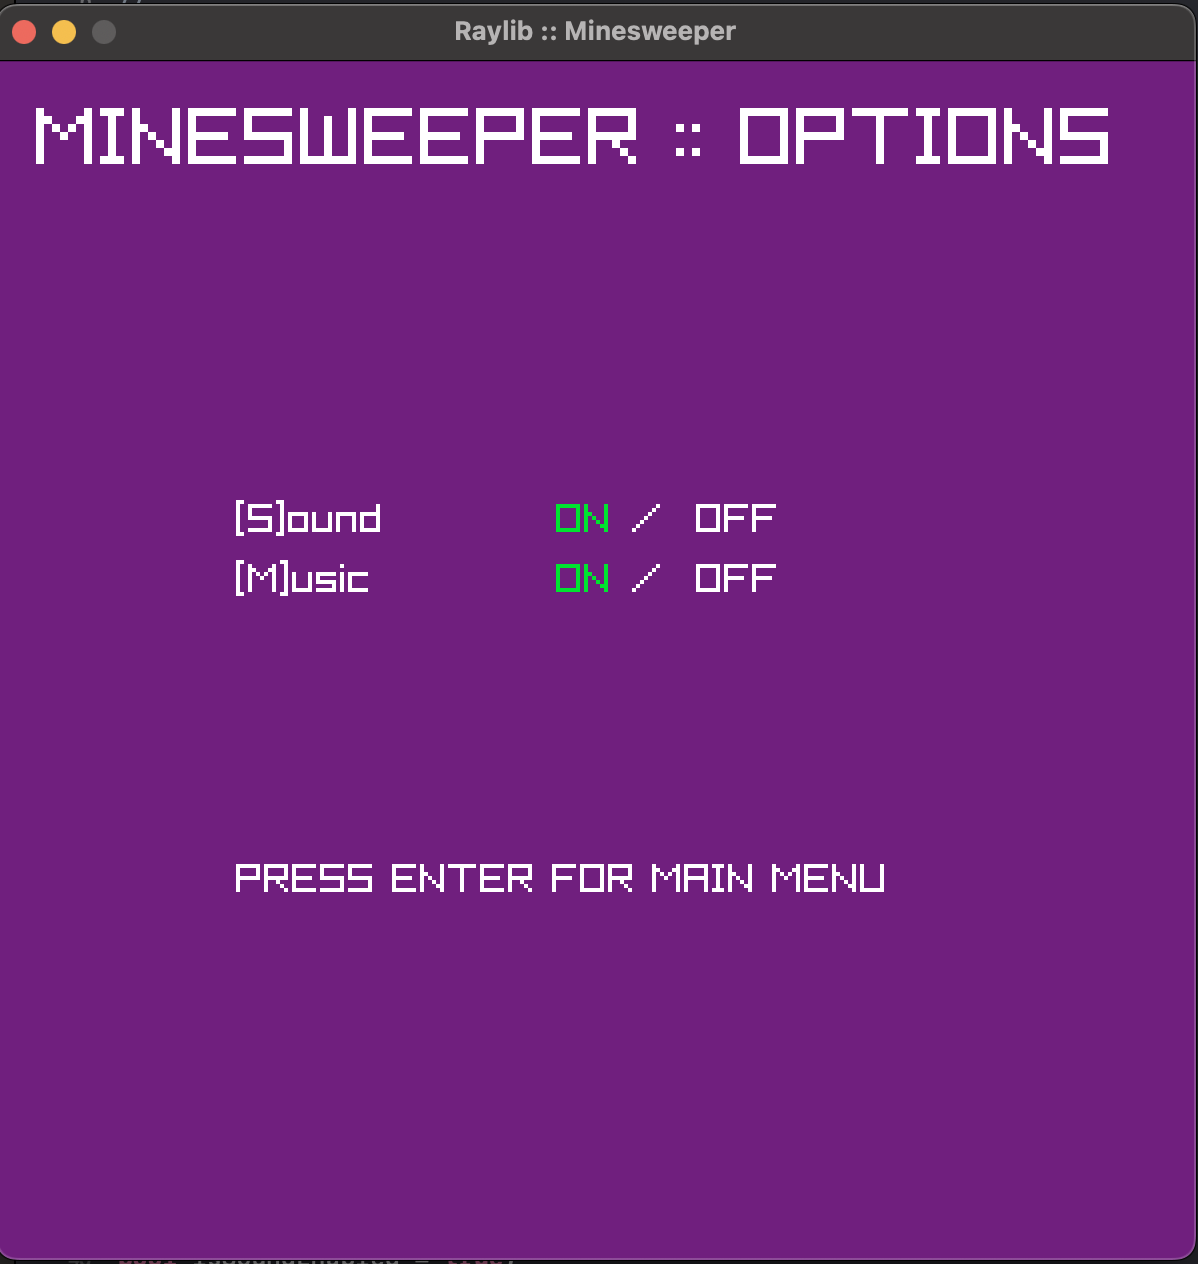 Raylib :: Minesweeper
MINESWEEPER :: OPTIONS
[S]ound ON / OFF
[M]usic ON / OFF
PRESS ENTER FOR MAIN MENU